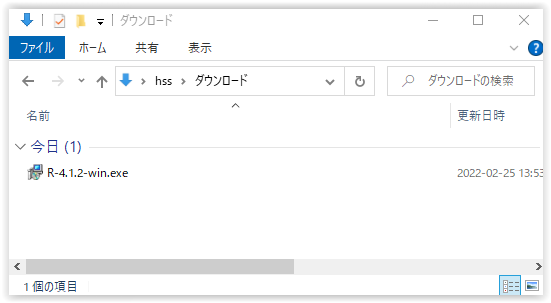 ダウンロード
ファイル ホーム 共有 表示
hss ダウンロード ダウンロードの検索
名前 更新日時
今日 (1)
R-4.1.2-win.exe 2022-02-25 13:53
1 個の項目